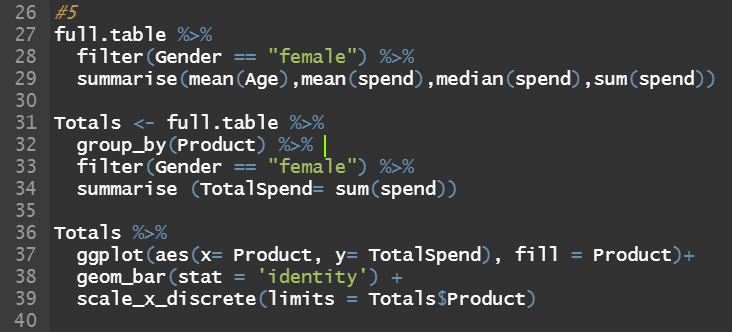 26 #5
27 full.table %>%
28   filter(Gender == "female") %>%
29   summarise(mean(Age),mean(spend),median(spend),sum(spend))
30
31 Totals <- full.table %>%
32   group_by(Product) %>%
33   filter(Gender == "female") %>%
34   summarise (TotalSpend= sum(spend))
35
36 Totals %>%
37   ggplot(aes(x= Product, y= TotalSpend), fill = Product)+
38   geom_bar(stat = 'identity') +
39   scale_x_discrete(limits = Totals$Product)
40